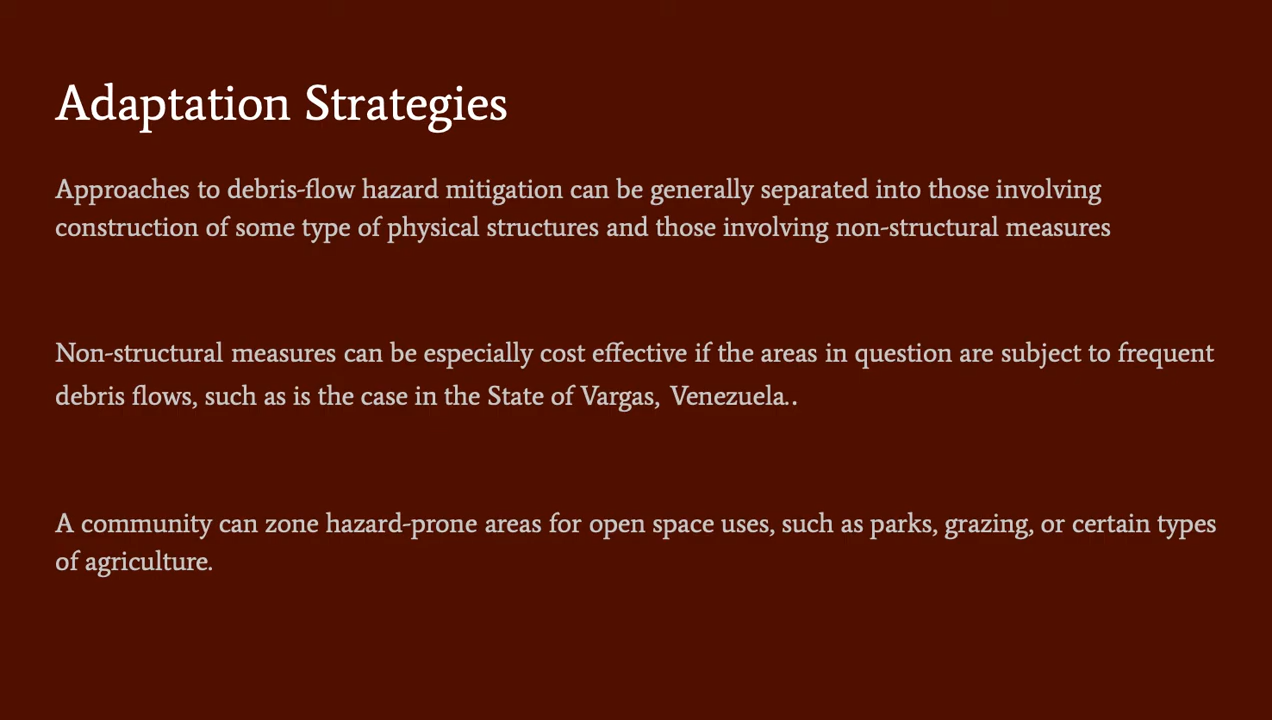 Adaptation Strategies
Approaches to debris-flow hazard mitigation can be generally separated into those involving
construction of some type of physical structures and those involving non-structural measures
Non-structural measures can be especially cost effective if the areas in question are subject to frequent
debris flows, such as is the case in the State of Vargas, Venezuela..
A community can zone hazard-prone areas for open space uses, such as parks, grazing, or certain types
of agriculture.